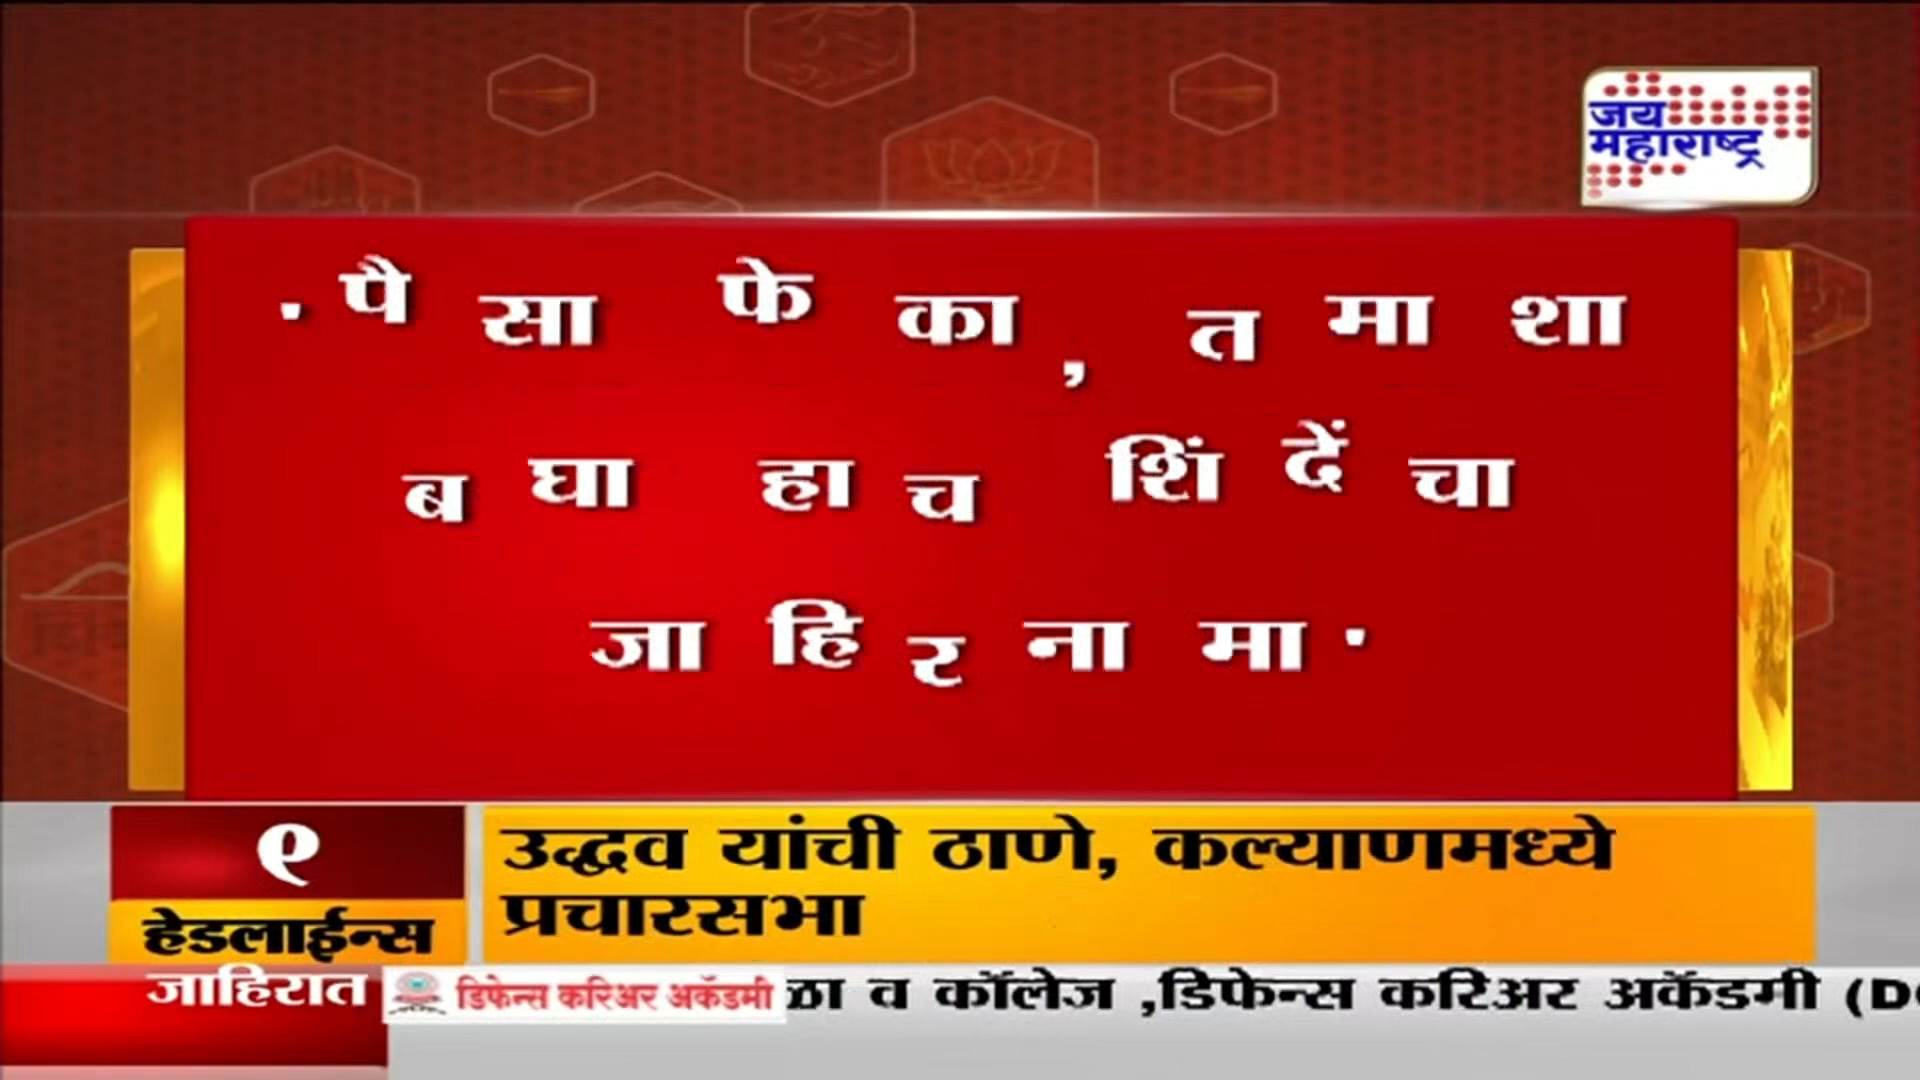 जय
महाराष्ट्र
'पैसा फेका, तमाशा
बघा हाच शिंदेंचा
जाहिरनामा'
१
हेडलाईन्स
उद्धव यांची ठाणे, कल्याणमध्ये
प्रचारसभा
जाहिरात
डिफेन्स करिअर अकॅडमी
ळा व कॉलेज ,डिफेन्स करिअर अकॅडमी (D